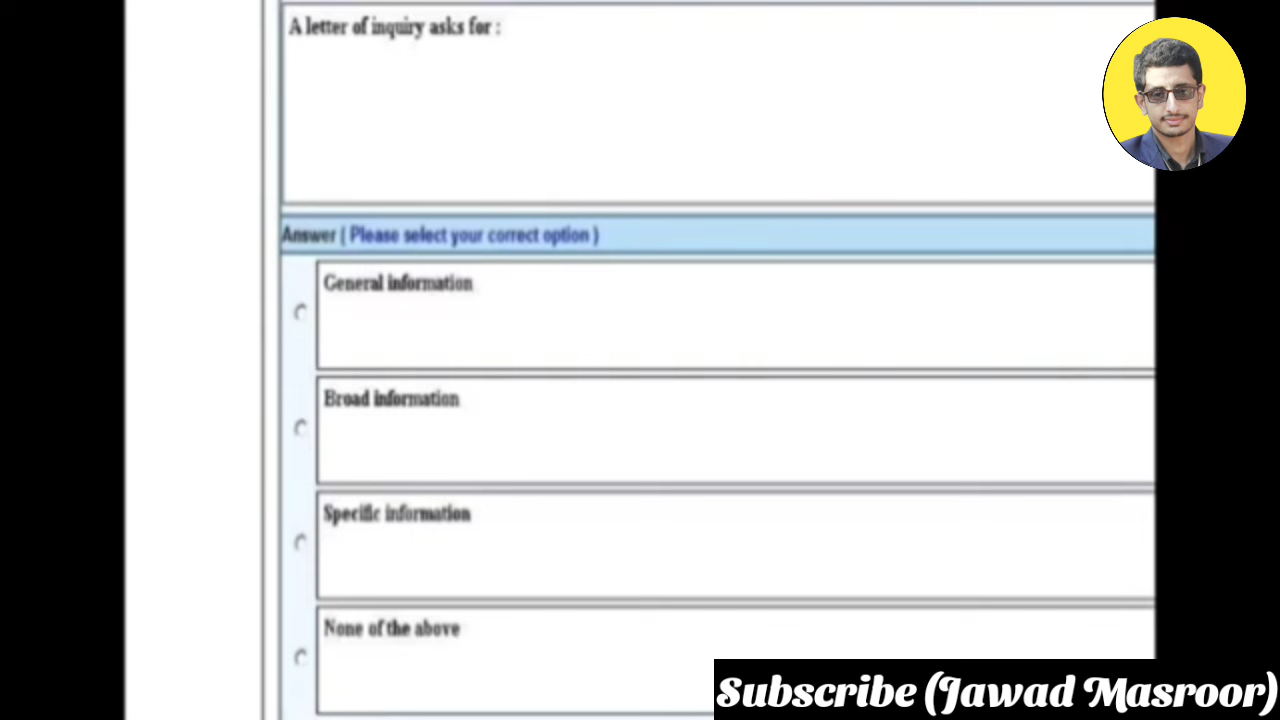 A letter of inquiry asks for :
Answer ( Please select your correct option )
General information
Broad information
Specific information
None of the above
Subscribe (Jawad Masroor)